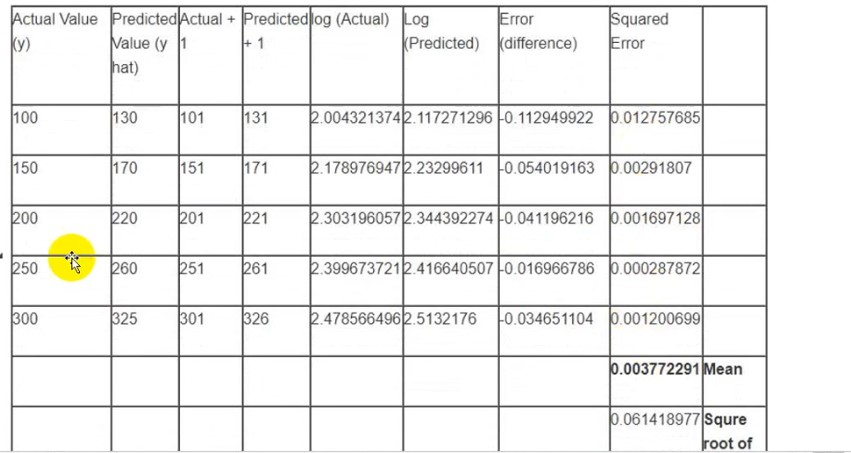 Actual Value (y) | Predicted Value (y hat) | Actual + 1 | Predicted + 1 | log (Actual) | Log (Predicted) | Error (difference) | Squared Error
100 | 130 | 101 | 131 | 2.004321374 | 2.117271296 | -0.112949922 | 0.012757685
150 | 170 | 151 | 171 | 2.178976947 | 2.23299611 | -0.054019163 | 0.00291807
200 | 220 | 201 | 221 | 2.303196057 | 2.344392274 | -0.041196216 | 0.001697128
250 | 260 | 251 | 261 | 2.399673721 | 2.416640507 | -0.016966786 | 0.000287872
300 | 325 | 301 | 326 | 2.478566496 | 2.5132176 | -0.034651104 | 0.001200699
0.003772291 | Mean
0.061418977 | Squre root of